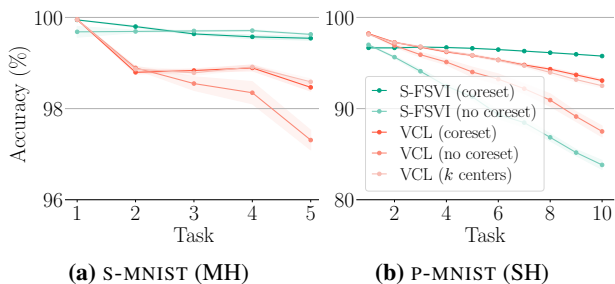 Accuracy (%)
100
98
96
1 2 3 4 5
Task
100
90
80
2 4 6 8 10
Task
S-FSVI (coreset)
S-FSVI (no coreset)
VCL (coreset)
VCL (no coreset)
VCL (k centers)
(a) S-MNIST (MH)
(b) P-MNIST (SH)